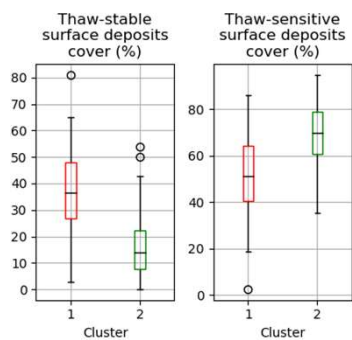 Thaw-stable
surface deposits
cover (%)
80
70
60
50
40
30
20
10
0
1
2
Cluster
Thaw-sensitive
surface deposits
cover (%)
80
60
40
20
0
1
2
Cluster